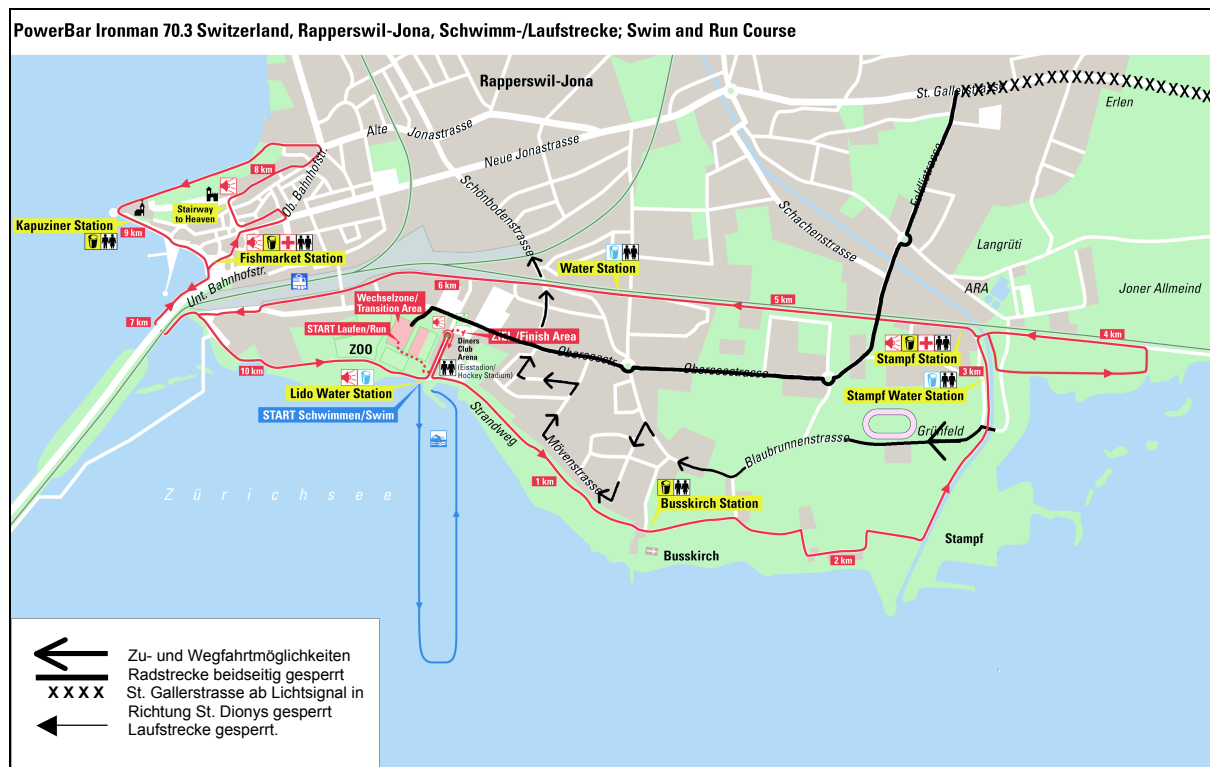 PowerBar Ironman 70.3 Switzerland, Rapperswil-Jona, Schwimm-/Laufstrecke; Swim and Run Course
Rapperswil-Jona
St. Gallerstrasse
X X X X X X X X X X X X X X X X X X X
Erlen
Alte Jonastrasse
Neue Jonastrasse
8 km
Ob. Bahnhofstr.
Schönbodenstrasse
Feldlistrasse
Stairway
to Heaven
Kapuziner Station
9 km
Schachenstrasse
Langrüti
Fishmarket Station
Unt. Bahnhofstr.
Water Station
ARA
Joner Allmeind
6 km
5 km
Wechselzone/
Transition Area
7 km
START Laufen/Run
ZIEL /Finish Area
4 km
ZOO
Diners
Club
Arena
(Eisstadion/
Hockey Stadium)
Oberseestr.
Oberseestrasse
Stampf Station
10 km
3 km
Lido Water Station
Stampf Water Station
START Schwimmen/Swim
Strandweg
Mövenstrasse
Blaubrunnenstrasse
Grünfeld
1 km
Zürichsee
Busskirch Station
Busskirch
2 km
Stampf
Zu- und Wegfahrtmöglichkeiten
Radstrecke beidseitig gesperrt
X X X X St. Gallerstrasse ab Lichtsignal in
Richtung St. Dionys gesperrt
Laufstrecke gesperrt.